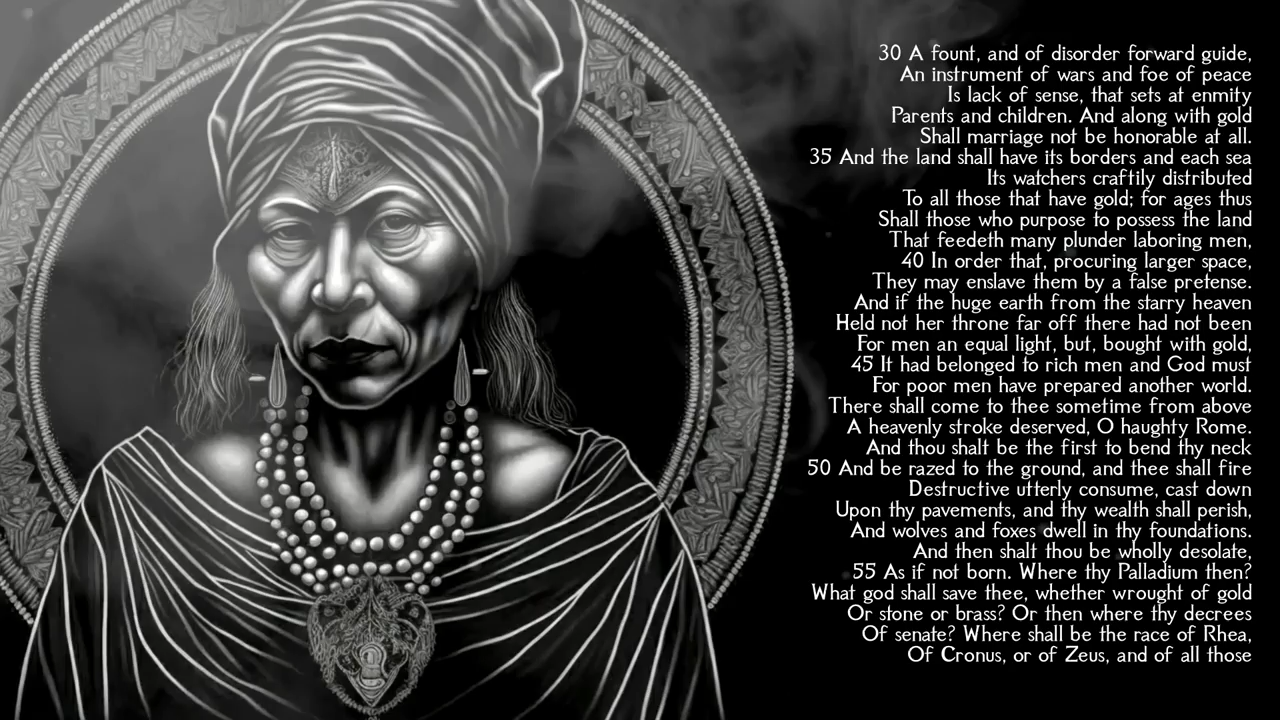 30 A fount, and of disorder forward guide,
An instrument of wars and foe of peace
Is lack of sense, that sets at enmity
Parents and children. And along with gold
Shall marriage not be honorable at all.
35 And the land shall have its borders and each sea
Its watchers craftily distributed
To all those that have gold; for ages thus
Shall those who purpose to possess the land
That feedeth many plunder laboring men,
40 In order that, procuring larger space,
They may enslave them by a false pretense.
And if the huge earth from the starry heaven
Held not her throne far off there had not been
For men an equal light, but, bought with gold,
45 It had belonged to rich men and God must
For poor men have prepared another world.
There shall come to thee sometime from above
A heavenly stroke deserved, O haughty Rome.
And thou shalt be the first to bend thy neck
50 And be razed to the ground, and thee shall fire
Destructive utterly consume, cast down
Upon thy pavements, and thy wealth shall perish,
And wolves and foxes dwell in thy foundations.
And then shalt thou be wholly desolate,
55 As if not born. Where thy Palladium then?
What god shall save thee, whether wrought of gold
Or stone or brass? Or then where thy decrees
Of senate? Where shall be the race of Rhea,
Of Cronus, or of Zeus, and of all those